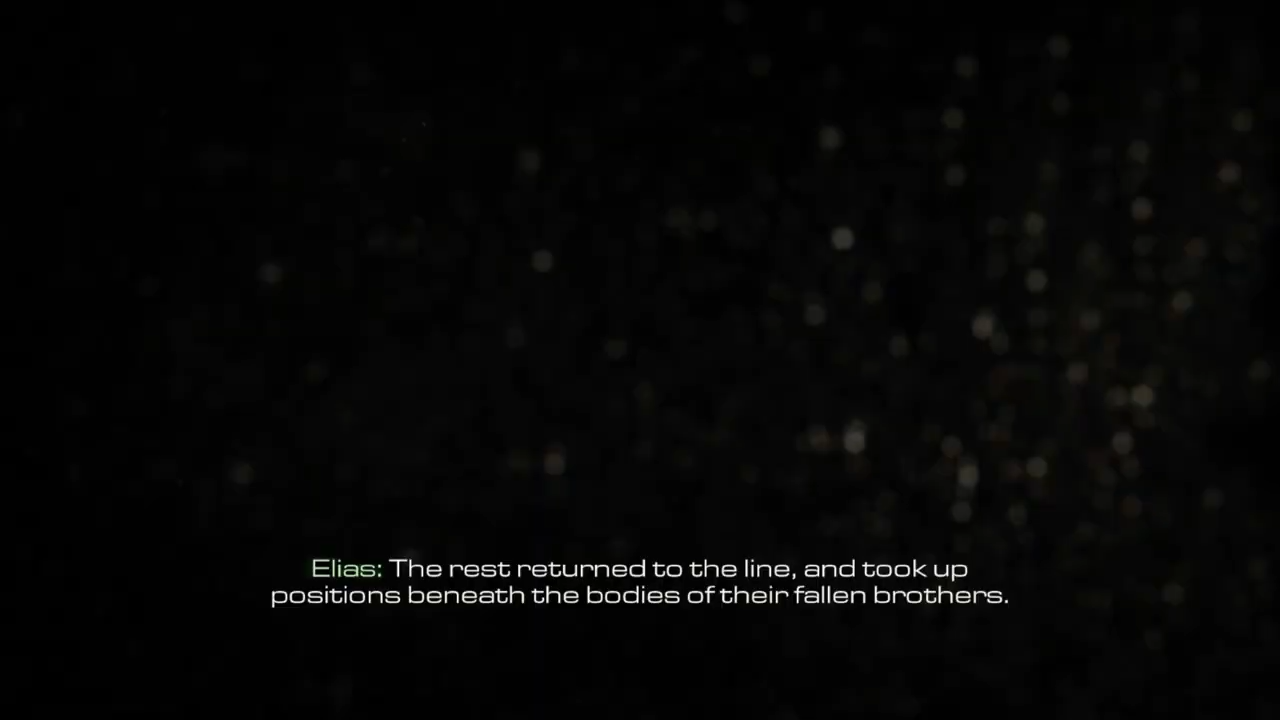 Elias: The rest returned to the line, and took up
positions beneath the bodies of their fallen brothers.